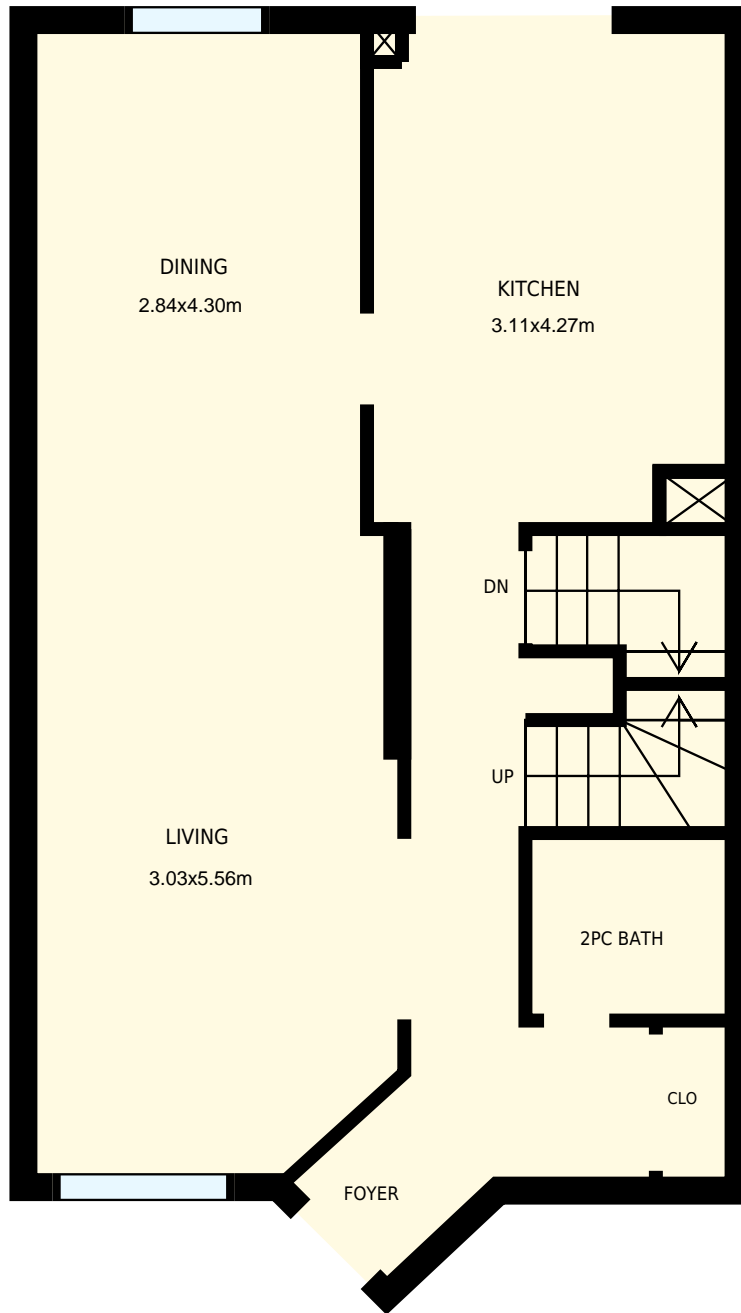 DINING
2.84x4.30m
KITCHEN
3.11x4.27m
DN
UP
LIVING
3.03x5.56m
2PC BATH
CLO
FOYER